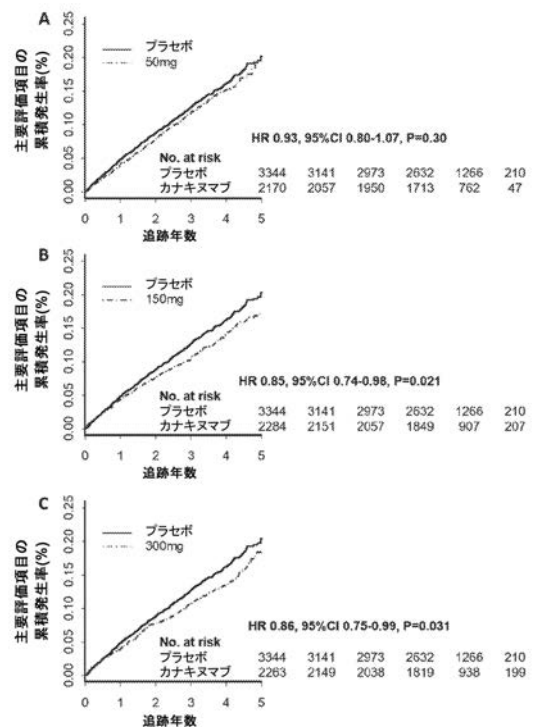 A
主要評価項目の
累積発生率(%)
0.25
0.20
0.15
0.10
0.05
0.00
プラセボ
50mg
HR 0.93, 95%CI 0.80-1.07, P=0.30
No. at risk
プラセボ 3344 3141 2973 2632 1266 210
カナキヌマブ 2170 2057 1950 1713 762 47
0 1 2 3 4 5
追跡年数
B
主要評価項目の
累積発生率(%)
0.25
0.20
0.15
0.10
0.05
0.00
プラセボ
150mg
HR 0.85, 95%CI 0.74-0.98, P=0.021
No. at risk
プラセボ 3344 3141 2973 2632 1266 210
カナキヌマブ 2284 2151 2057 1849 907 207
0 1 2 3 4 5
追跡年数
C
主要評価項目の
累積発生率(%)
0.25
0.20
0.15
0.10
0.05
0.00
プラセボ
300mg
HR 0.86, 95%CI 0.75-0.99, P=0.031
No. at risk
プラセボ 3344 3141 2973 2632 1266 210
カナキヌマブ 2263 2149 2038 1819 938 199
0 1 2 3 4 5
追跡年数